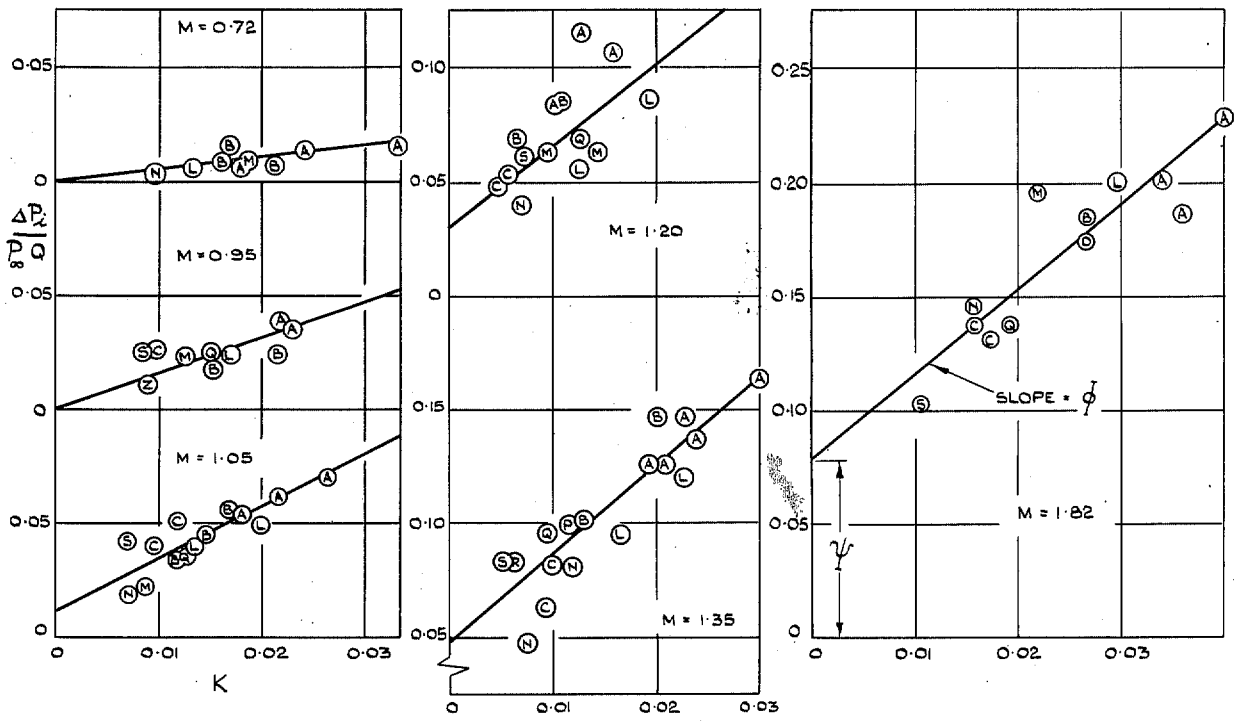 M = 0·72
0·05
N L B B A M B A A
0
ΔPi
P∞ Q
M = 0·95
0·05
S C Z M Q B L B A A
0
M = 1·05
0·05
S N M C C B Q L B B A L A A
0
0 0·01 0·02 0·03
K
0·10
A A
A B L
B S M Q M
C C L
N
0·05
M = 1·20
0
0·15
A
B A A
A A L
Q P B L
S R C N
C
N
0·10
0·05
M = 1·35
0 0·01 0·02 0·03
0·25
A
0·20
M L A A
B
D
0·15
N
C Q
C
SLOPE = ϕ
0·10
S
0·05
ψ
M = 1·82
0
0 0·01 0·02 0·03